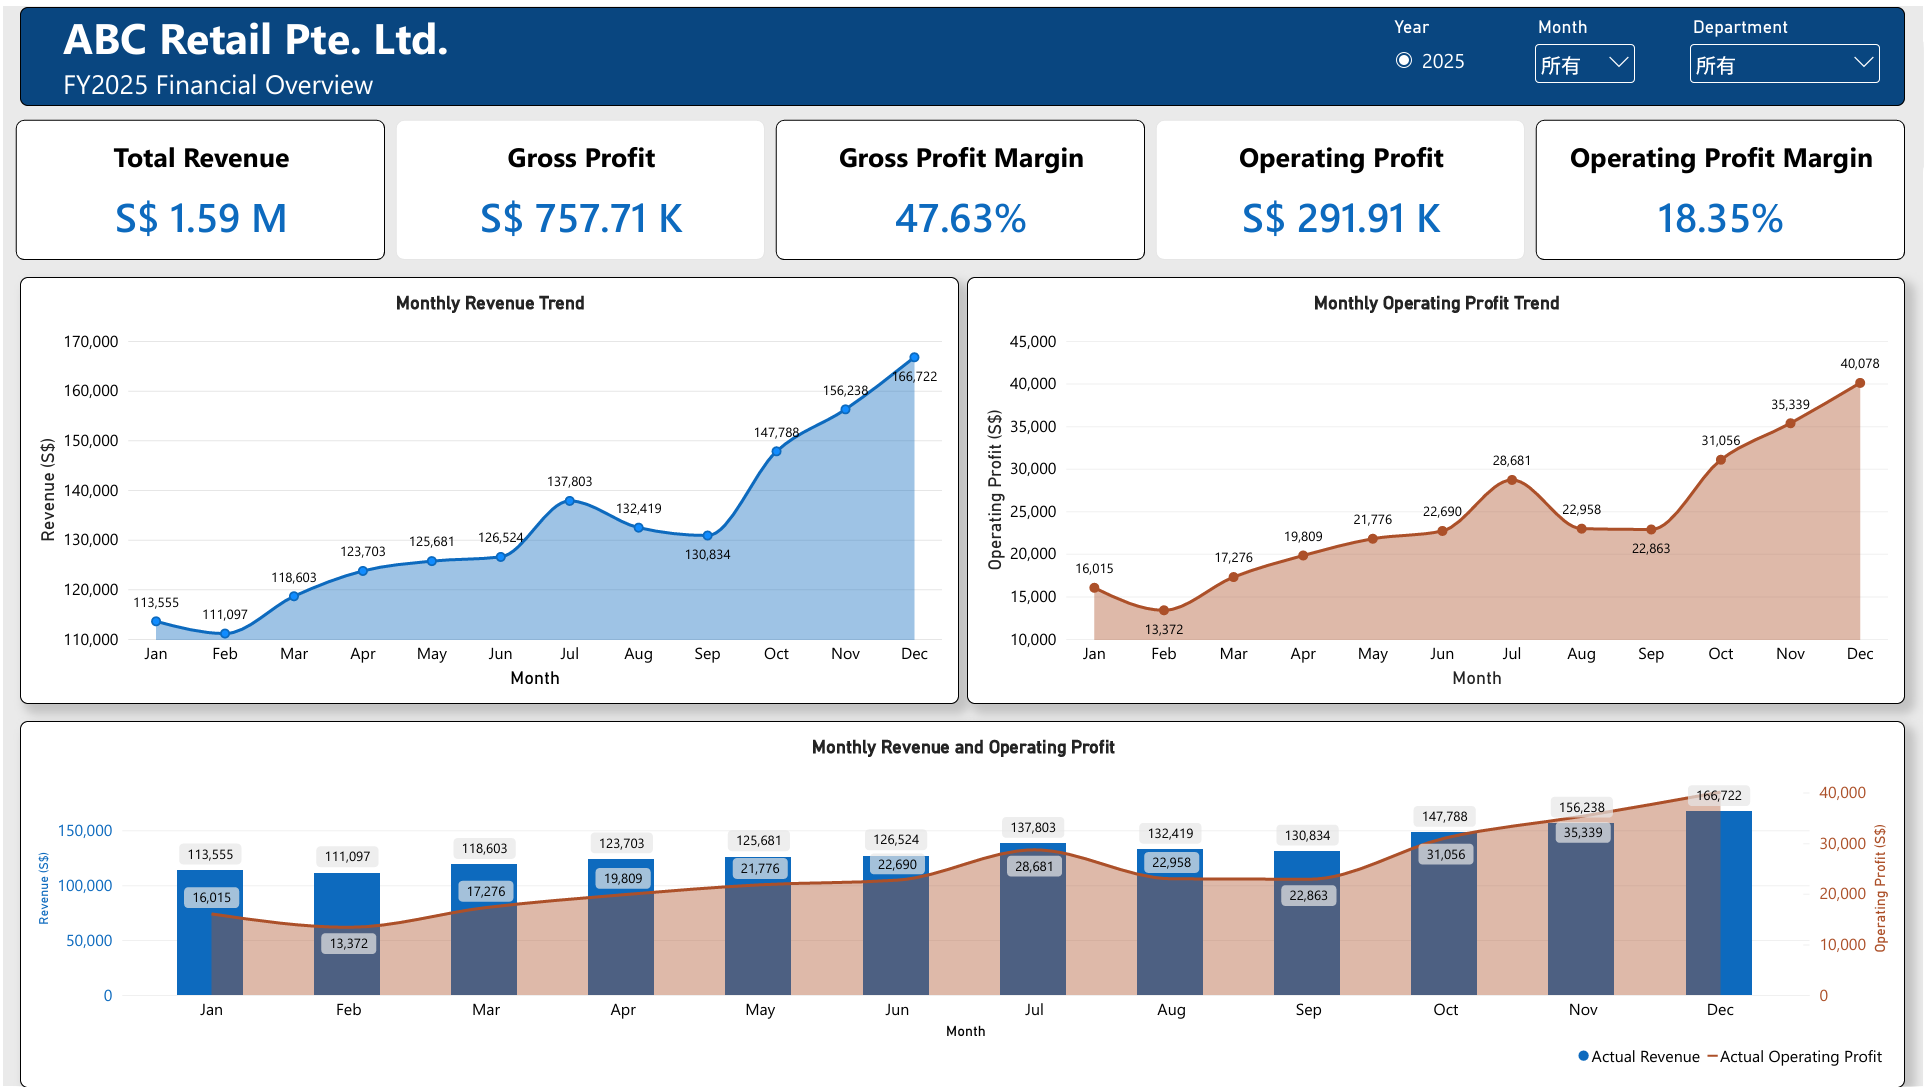 ABC Retail Pte. Ltd.
FY2025 Financial Overview
Year
2025
Month
所有
Department
所有
Total Revenue
S$ 1.59 M
Gross Profit
S$ 757.71 K
Gross Profit Margin
47.63%
Operating Profit
S$ 291.91 K
Operating Profit Margin
18.35%
Monthly Revenue Trend
Revenue (S$)
170,000
160,000
150,000
140,000
130,000
120,000
110,000
113,555
111,097
118,603
123,703
125,681
126,524
137,803
132,419
130,834
147,788
156,238
166,722
Jan Feb Mar Apr May Jun Jul Aug Sep Oct Nov Dec
Month
Monthly Operating Profit Trend
Operating Profit (S$)
45,000
40,000
35,000
30,000
25,000
20,000
15,000
10,000
16,015
13,372
17,276
19,809
21,776
22,690
28,681
22,958
22,863
31,056
35,339
40,078
Jan Feb Mar Apr May Jun Jul Aug Sep Oct Nov Dec
Month
Monthly Revenue and Operating Profit
Revenue (S$)
150,000
100,000
50,000
0
113,555
111,097
118,603
123,703
125,681
126,524
137,803
132,419
130,834
147,788
156,238
166,722
16,015
13,372
17,276
19,809
21,776
22,690
28,681
22,958
22,863
31,056
35,339
40,000
30,000
20,000
10,000
0
Operating Profit (S$)
Jan Feb Mar Apr May Jun Jul Aug Sep Oct Nov Dec
Month
Actual Revenue Actual Operating Profit